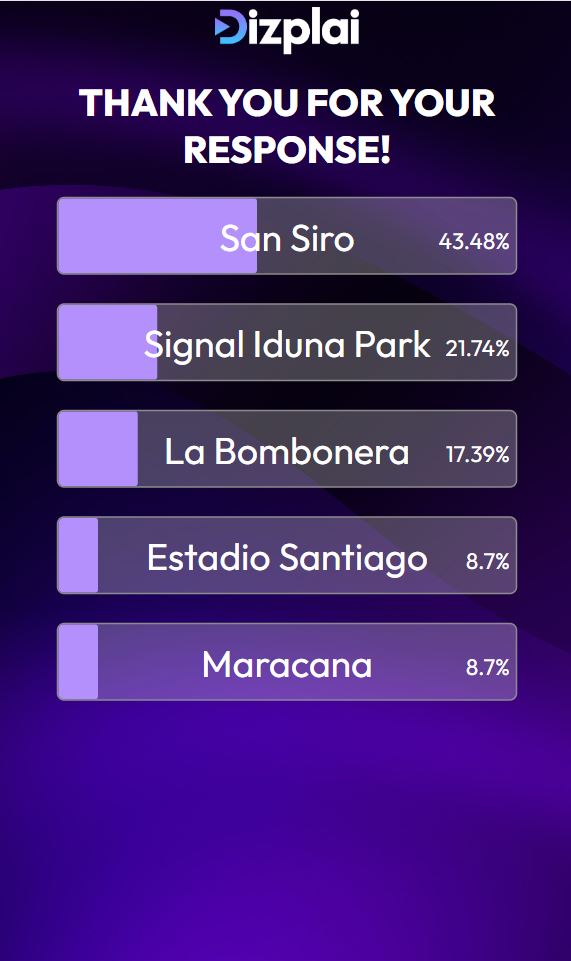 Dizplai
THANK YOU FOR YOUR
RESPONSE!
San Siro 43.48%
Signal Iduna Park 21.74%
La Bombonera 17.39%
Estadio Santiago 8.7%
Maracana 8.7%